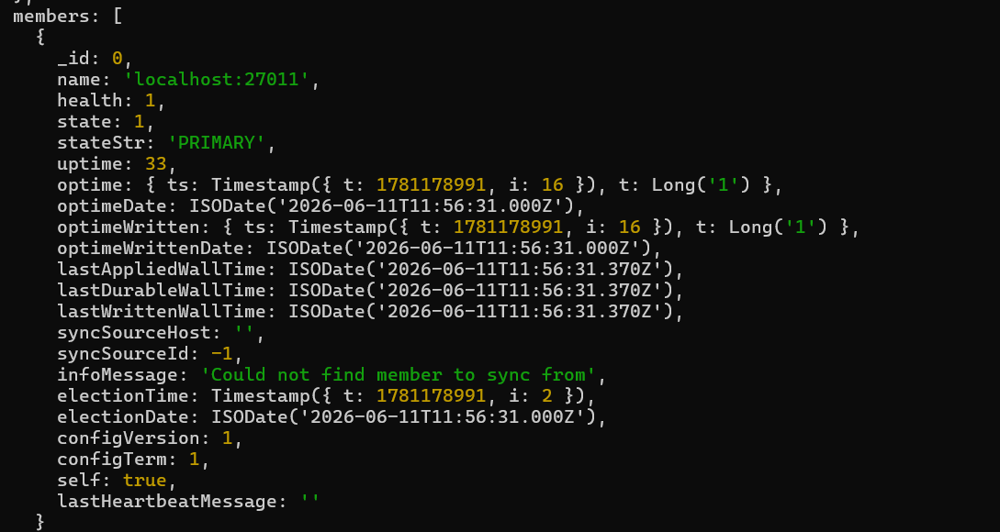 members: [
  {
    _id: 0,
    name: 'localhost:27011',
    health: 1,
    state: 1,
    stateStr: 'PRIMARY',
    uptime: 33,
    optime: { ts: Timestamp({ t: 1781178991, i: 16 }), t: Long('1') },
    optimeDate: ISODate('2026-06-11T11:56:31.000Z'),
    optimeWritten: { ts: Timestamp({ t: 1781178991, i: 16 }), t: Long('1') },
    optimeWrittenDate: ISODate('2026-06-11T11:56:31.000Z'),
    lastAppliedWallTime: ISODate('2026-06-11T11:56:31.370Z'),
    lastDurableWallTime: ISODate('2026-06-11T11:56:31.370Z'),
    lastWrittenWallTime: ISODate('2026-06-11T11:56:31.370Z'),
    syncSourceHost: '',
    syncSourceId: -1,
    infoMessage: 'Could not find member to sync from',
    electionTime: Timestamp({ t: 1781178991, i: 2 }),
    electionDate: ISODate('2026-06-11T11:56:31.000Z'),
    configVersion: 1,
    configTerm: 1,
    self: true,
    lastHeartbeatMessage: ''
  }